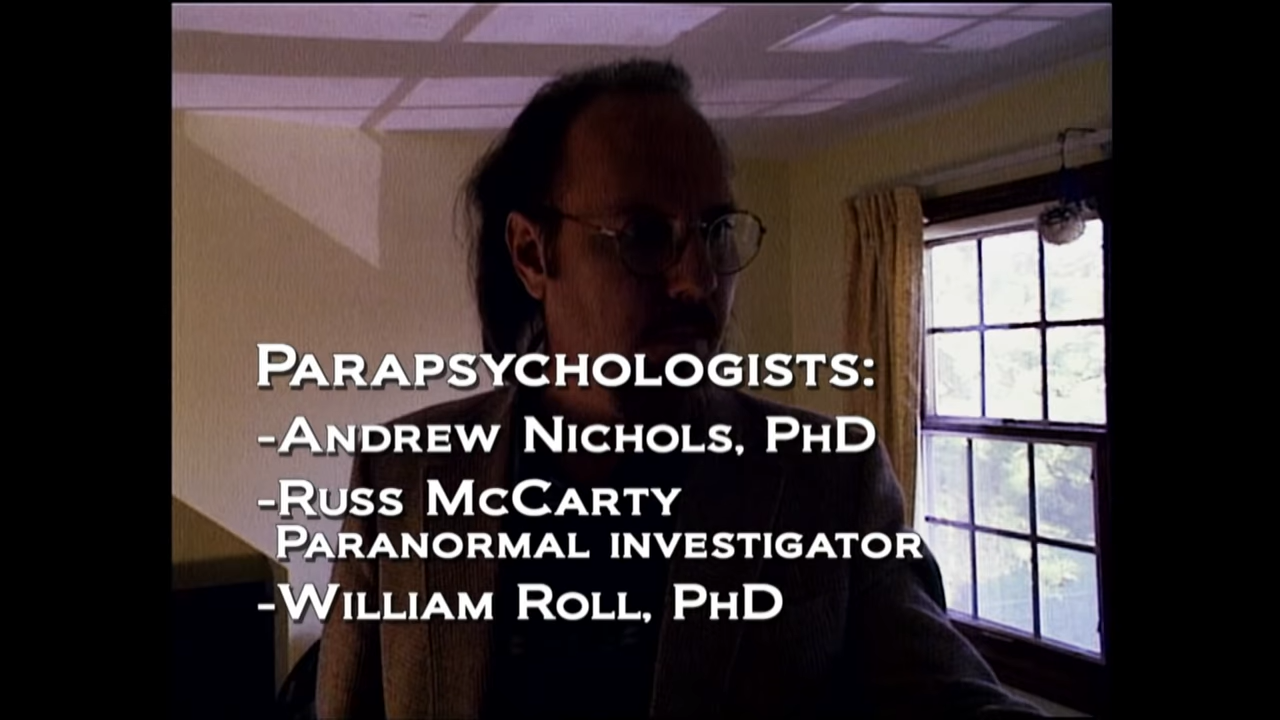 Parapsychologists:
-Andrew Nichols, PhD
-Russ McCarty
Paranormal investigator
-William Roll, PhD